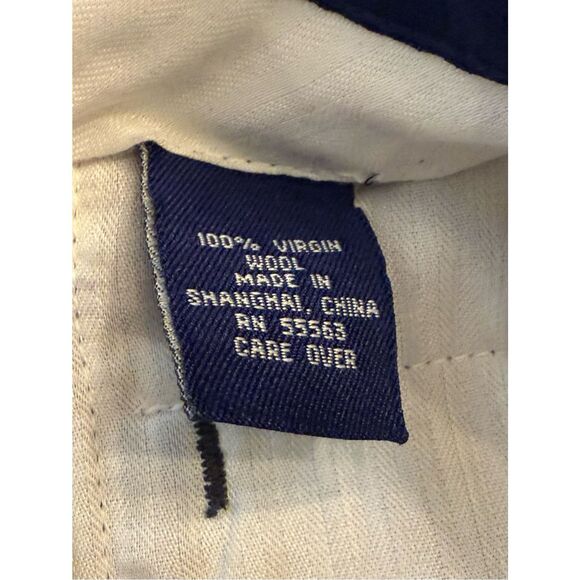 100% VIRGIN
WOOL
MADE IN
SHANGHAI, CHINA
RN 55563
CARE OVER